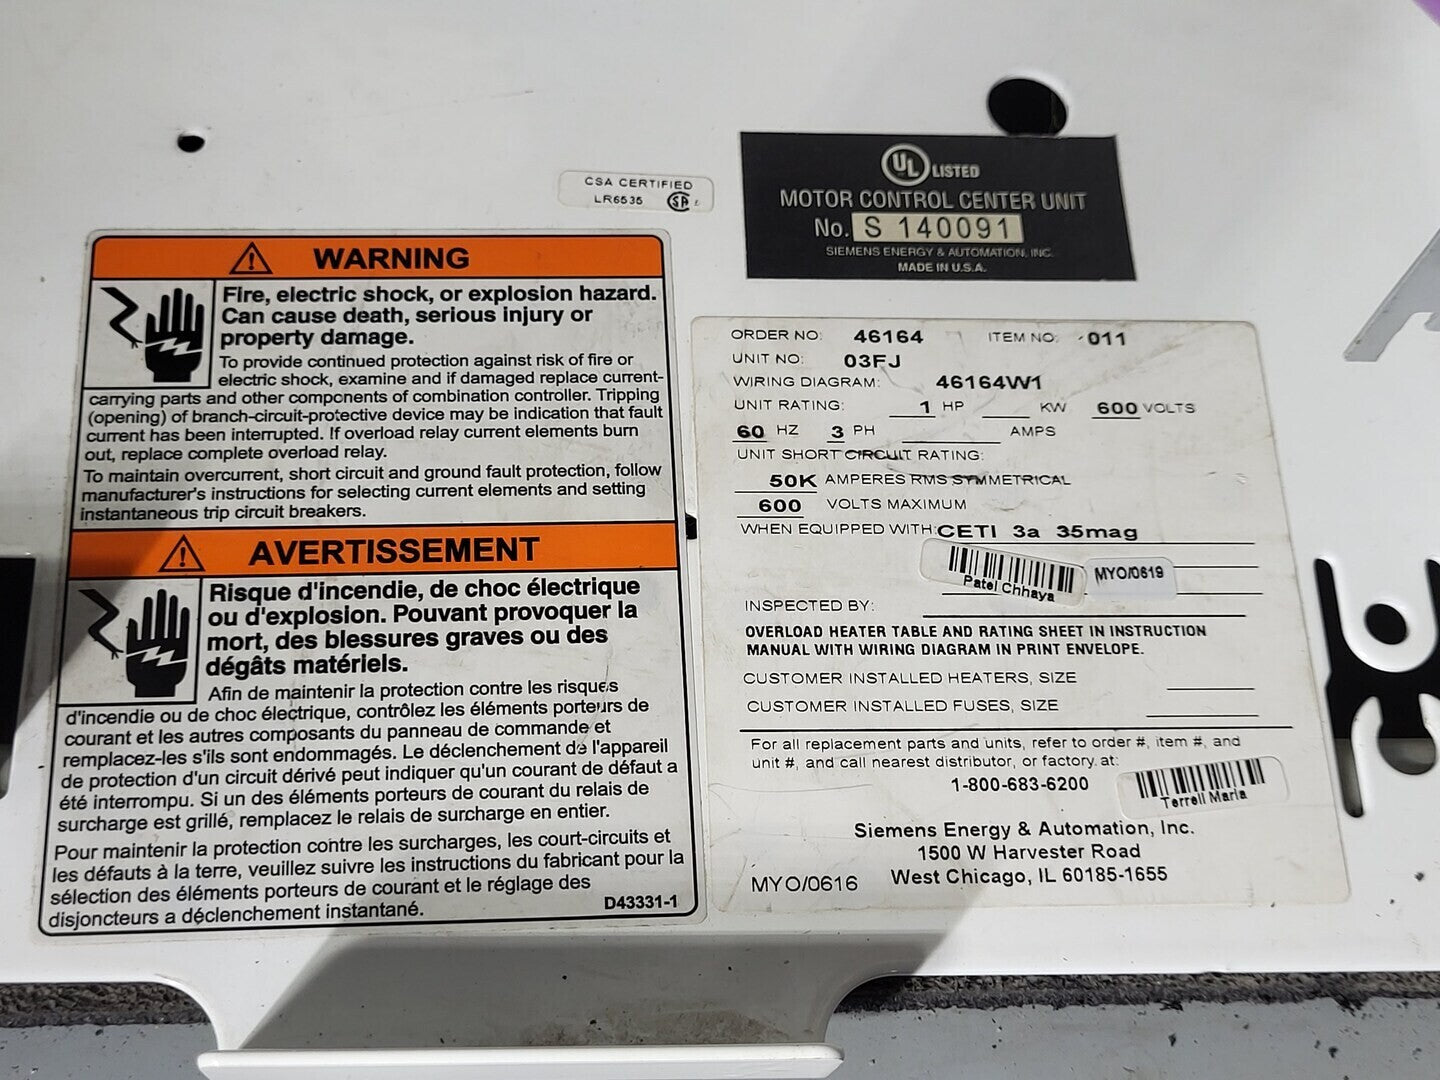 CSA CERTIFIED
LR6535
UL LISTED
MOTOR CONTROL CENTER UNIT
No. S 140091
SIEMENS ENERGY & AUTOMATION, INC.
MADE IN U.S.A.
WARNING
Fire, electric shock, or explosion hazard.
Can cause death, serious injury or
property damage.
To provide continued protection against risk of fire or
electric shock, examine and if damaged replace current-
carrying parts and other components of combination controller. Tripping
(opening) of branch-circuit-protective device may be indication that fault
current has been interrupted. If overload relay current elements burn
out, replace complete overload relay.
To maintain overcurrent, short circuit and ground fault protection, follow
manufacturer's instructions for selecting current elements and setting
instantaneous trip circuit breakers.
AVERTISSEMENT
Risque d'incendie, de choc électrique
ou d'explosion. Pouvant provoquer la
mort, des blessures graves ou des
dégâts matériels.
Afin de maintenir la protection contre les risques
d'incendie ou de choc électrique, contrôlez les éléments porteurs de
courant et les autres composants du panneau de commande et
remplacez-les s'ils sont endommagés. Le déclenchement de l'appareil
de protection d'un circuit dérivé peut indiquer qu'un courant de défaut a
été interrompu. Si un des éléments porteurs de courant du relais de
surcharge est grillé, remplacez le relais de surcharge en entier.
Pour maintenir la protection contre les surcharges, les court-circuits et
les défauts à la terre, veuillez suivre les instructions du fabricant pour la
sélection des éléments porteurs de courant et le réglage des
disjoncteurs a déclenchement instantané.
D43331-1
ORDER NO: 46164 ITEM NO: 011
UNIT NO: 03FJ
WIRING DIAGRAM: 46164W1
UNIT RATING: 1 HP KW 600 VOLTS
60 HZ 3 PH AMPS
UNIT SHORT CIRCUIT RATING:
50K AMPERES RMS SYMMETRICAL
600 VOLTS MAXIMUM
WHEN EQUIPPED WITH: CETI 3a 35mag
Patel Chhaya
MYO/0619
INSPECTED BY:
OVERLOAD HEATER TABLE AND RATING SHEET IN INSTRUCTION
MANUAL WITH WIRING DIAGRAM IN PRINT ENVELOPE.
CUSTOMER INSTALLED HEATERS, SIZE
CUSTOMER INSTALLED FUSES, SIZE
For all replacement parts and units, refer to order #, item #, and
unit #, and call nearest distributor, or factory at:
1-800-683-6200
Terrell Marla
Siemens Energy & Automation, Inc.
1500 W Harvester Road
West Chicago, IL 60185-1655
MYO/0616